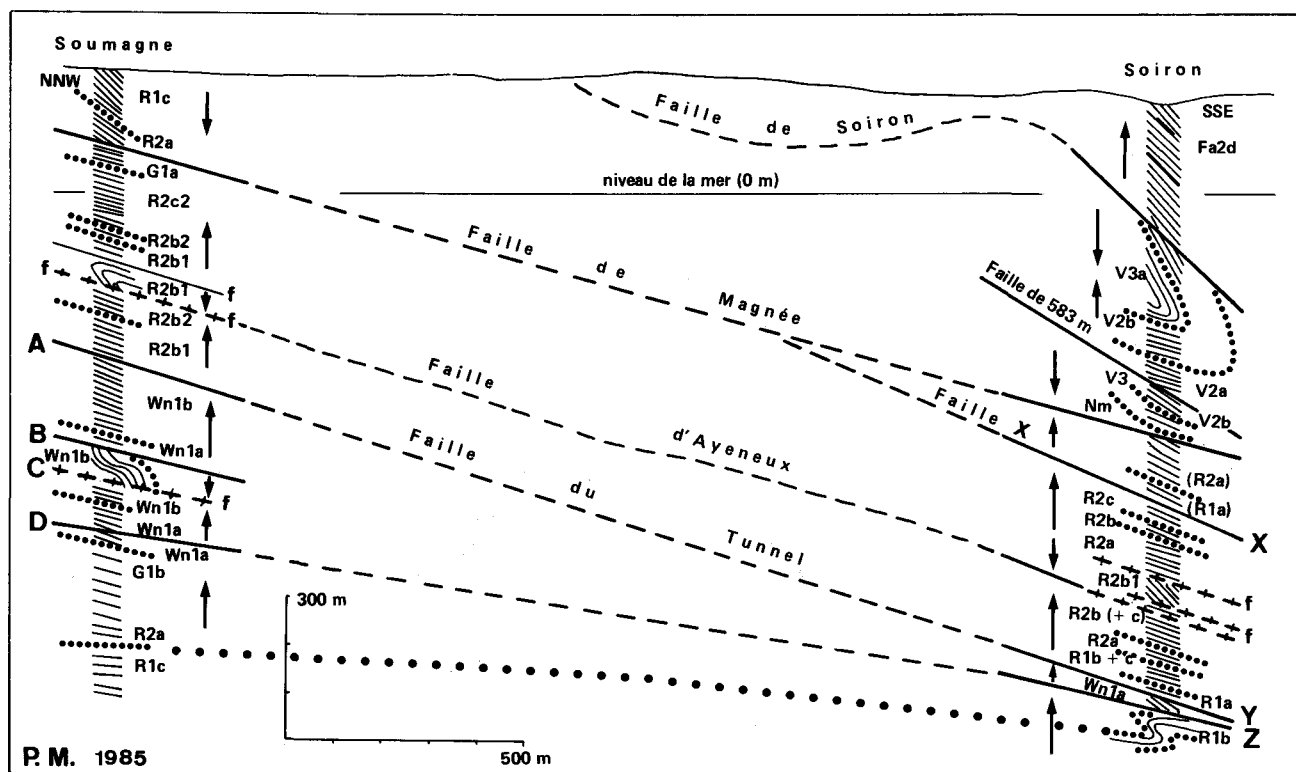 Soumagne
Soiron
NNW
R1c
Faille de Soiron
SSE
Fa2d
R2a
G1a
niveau de la mer (0 m)
R2c2
R2b2
R2b1
f
R2b1
f
f
R2b2
R2b1
Faille de Magnée
Faille de 583 m
V3a
V2b
V2a
V3
V2b
Nm
A
Wn1b
Faille X
Faille d'Ayeneux
(R2a)
(R1a)
X
B
Wn1a
Wn1b
C
f
Wn1b
Faille du Tunnel
R2c
R2b
R2a
R2b1
f
R2b (+ c)
f
D
Wn1a
Wn1a
G1b
R2a
R1b + c
Wn1a
R1a
Y
Z
R1b
300 m
R2a
R1c
500 m
P. M. 1985